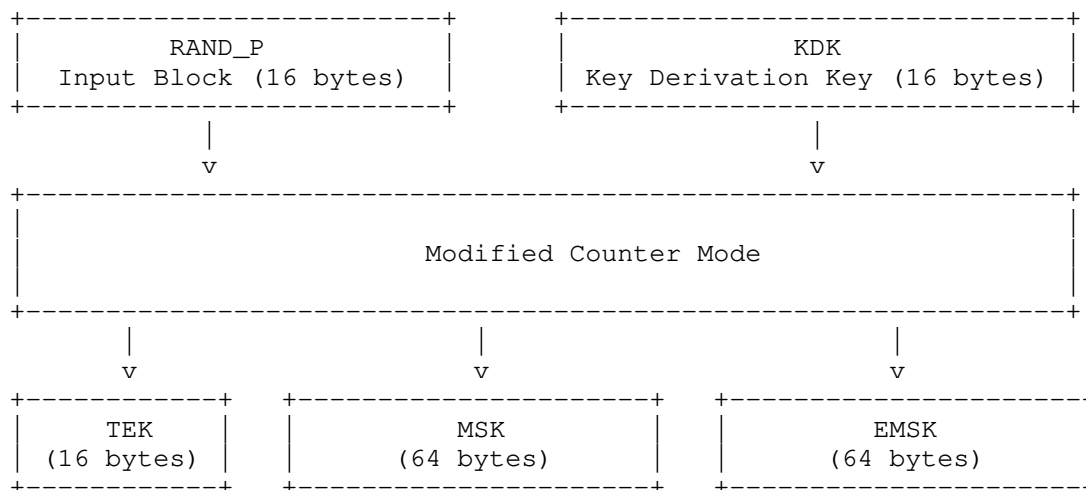 RAND_P KDK
Input Block (16 bytes) Key Derivation Key (16 bytes)
v v
Modified Counter Mode
v v v
TEK MSK EMSK
(16 bytes) (64 bytes) (64 bytes)